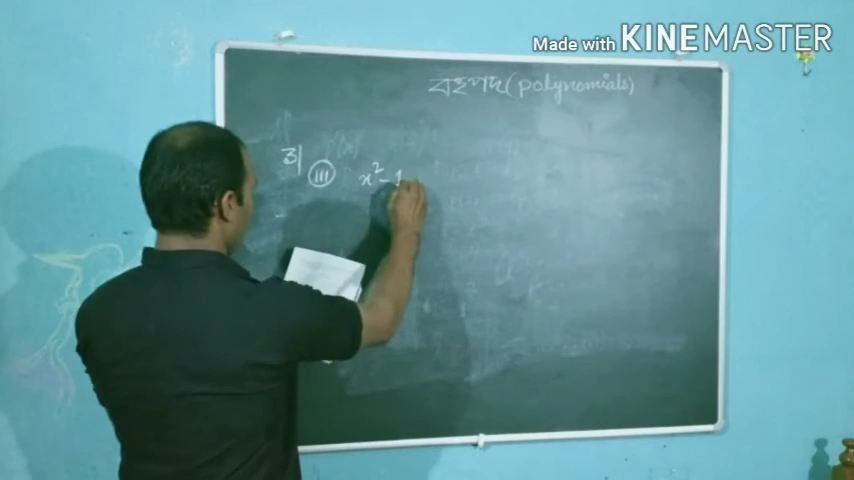 Made with KINEMASTER
বহুপদ (polynomials)
3| (iii) x² - 1